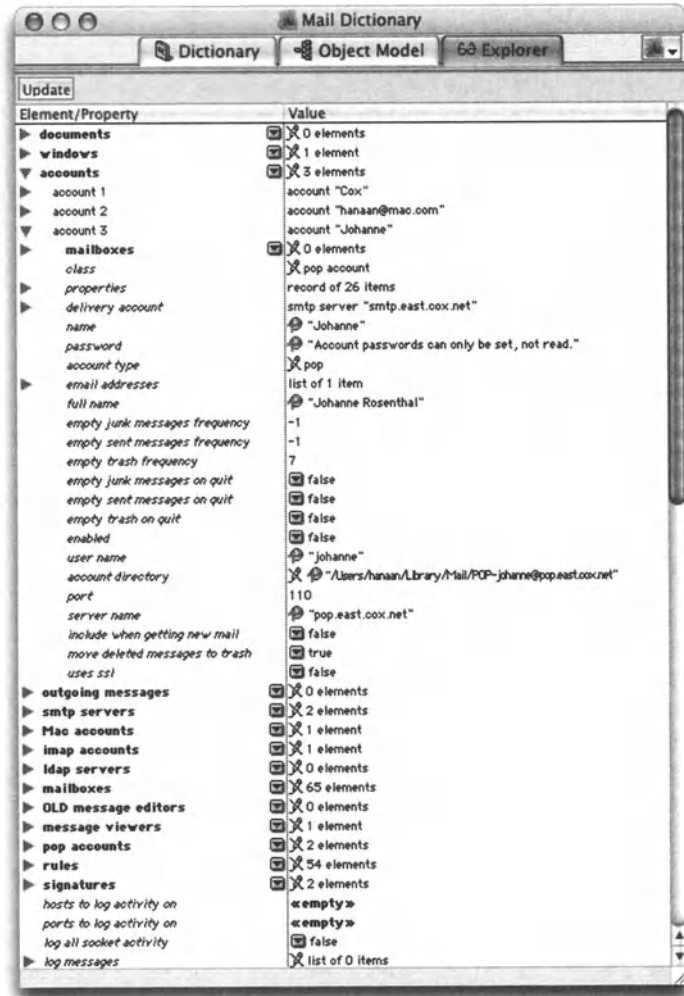 Mail Dictionary
Dictionary Object Model Explorer
Update
Element/Property Value
documents 0 elements
windows 1 element
accounts 3 elements
account 1 account "Cox"
account 2 account "hanaan@mac.com"
account 3 account "Johanne"
mailboxes 0 elements
class pop account
properties record of 26 items
delivery account smtp server "smtp.east.cox.net"
name "Johanne"
password "Account passwords can only be set, not read."
account type pop
email addresses list of 1 item
full name "Johanne Rosenthal"
empty junk messages frequency -1
empty sent messages frequency -1
empty trash frequency 7
empty junk messages on quit false
empty sent messages on quit false
empty trash on quit false
enabled false
user name "johanne"
account directory "/Users/hanaan/Library/Mail/POP-johanne@pop.east.cox.net"
port 110
server name "pop.east.cox.net"
include when getting new mail false
move deleted messages to trash true
uses ssl false
outgoing messages 0 elements
smtp servers 2 elements
Mac accounts 1 element
imap accounts 1 element
ldap servers 0 elements
mailboxes 65 elements
OLD message editors 0 elements
message viewers 1 element
pop accounts 2 elements
rules 54 elements
signatures 2 elements
hosts to log activity on «empty»
ports to log activity on «empty»
log all socket activity false
log messages list of 0 items